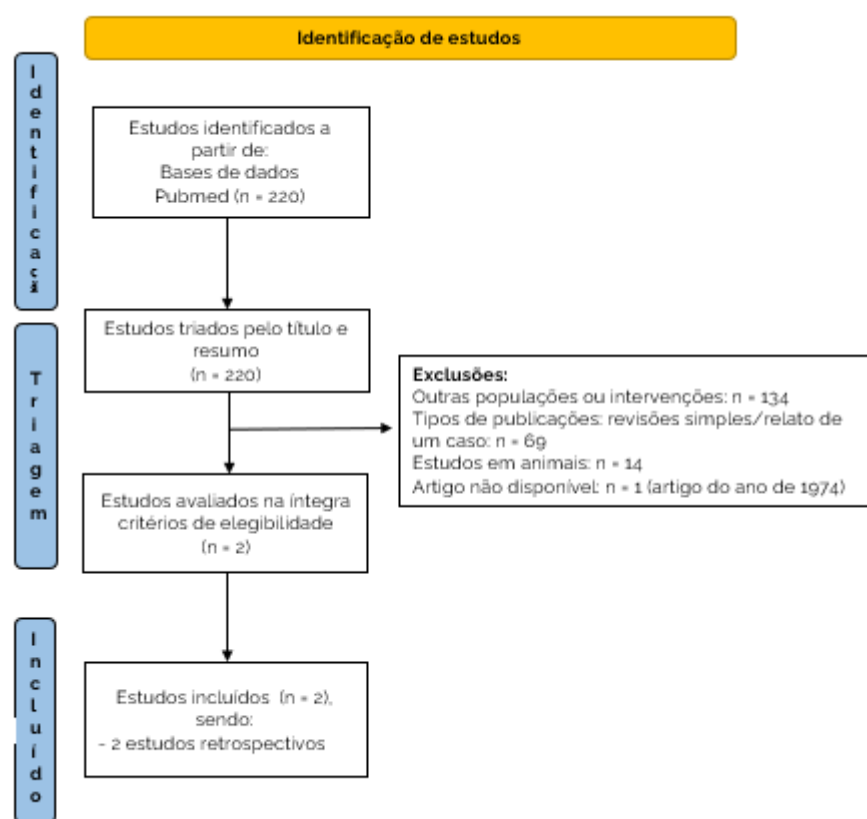 Identificação de estudos
Identificaçã
Estudos identificados a
partir de:
Bases de dados
Pubmed (n = 220)
Triagem
Estudos triados pelo título e
resumo
(n = 220)
Exclusões:
Outras populações ou intervenções: n = 134
Tipos de publicações: revisões simples/relato de
um caso: n = 69
Estudos em animais: n = 14
Artigo não disponível: n = 1 (artigo do ano de 1974)
Estudos avaliados na íntegra
critérios de elegibilidade
(n = 2)
Incluído
Estudos incluídos (n = 2),
sendo:
- 2 estudos retrospectivos